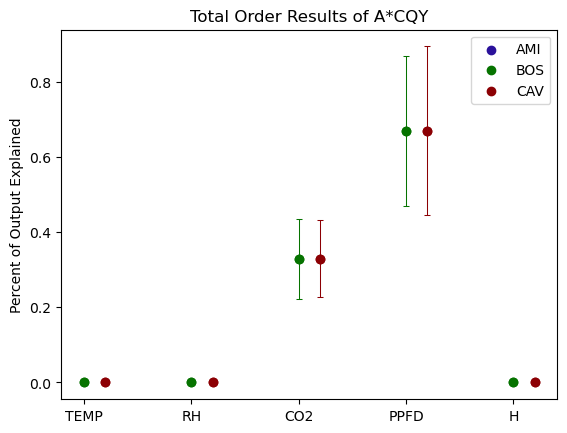 Total Order Results of A*CQY
Percent of Output Explained
0.8
0.6
0.4
0.2
0.0
TEMP
RH
CO2
PPFD
H
AMI
BOS
CAV